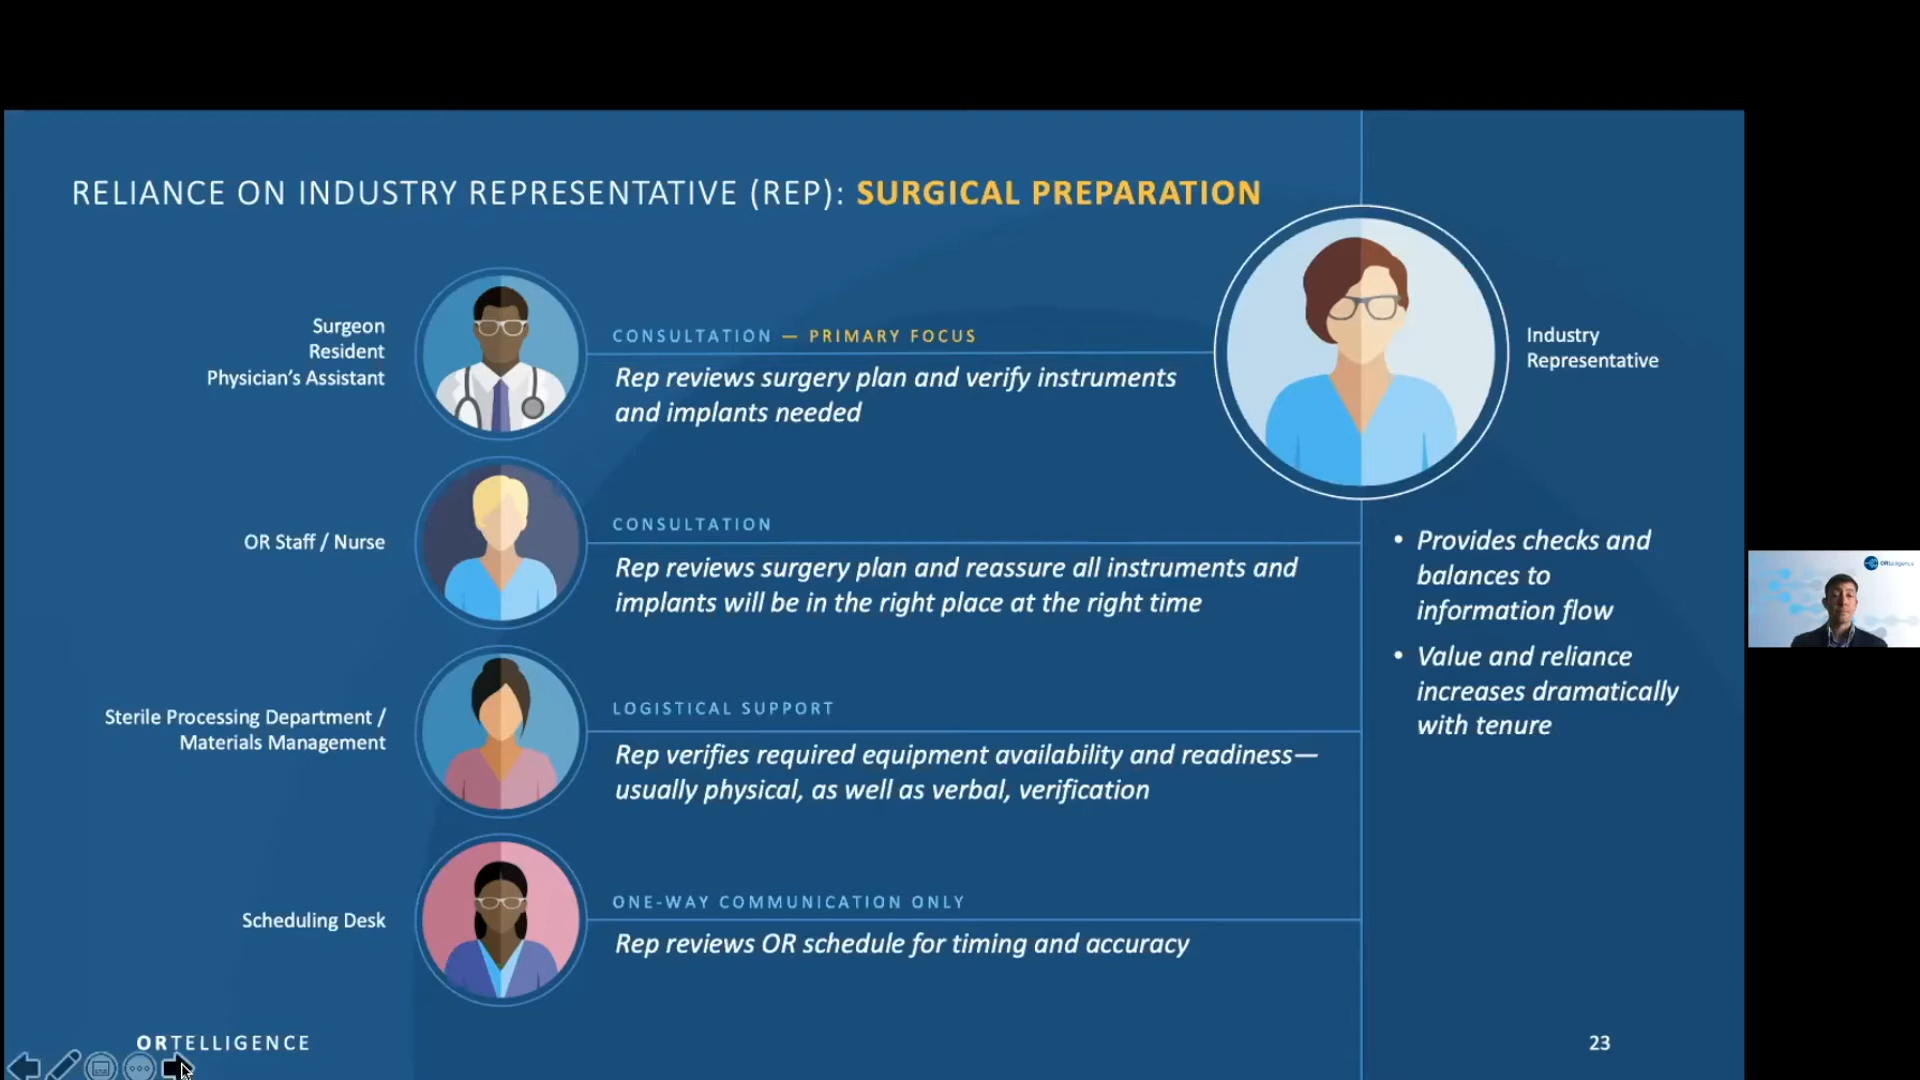 RELIANCE ON INDUSTRY REPRESENTATIVE (REP): SURGICAL PREPARATION
Surgeon
Resident
Physician's Assistant
CONSULTATION — PRIMARY FOCUS
Rep reviews surgery plan and verify instruments
and implants needed
Industry
Representative
OR Staff / Nurse
CONSULTATION
Rep reviews surgery plan and reassure all instruments and
implants will be in the right place at the right time
Sterile Processing Department /
Materials Management
LOGISTICAL SUPPORT
Rep verifies required equipment availability and readiness—
usually physical, as well as verbal, verification
Scheduling Desk
ONE-WAY COMMUNICATION ONLY
Rep reviews OR schedule for timing and accuracy
• Provides checks and
balances to
information flow
• Value and reliance
increases dramatically
with tenure
ORTELLIGENCE
23
ORtelligence